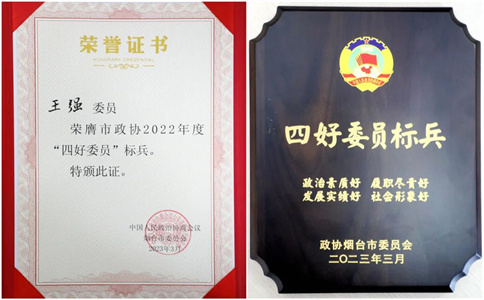 荣誉证书
HONORARY CREDENTIAL
王强 委员
荣膺市政协2022年度
“四好委员”标兵。
特颁此证。
中国人民政治协商会议
烟台市委员会
2023年3月
四好委员标兵
政治素质好 履职尽责好
发展实绩好 社会形象好
政协烟台市委员会
二〇二三年三月